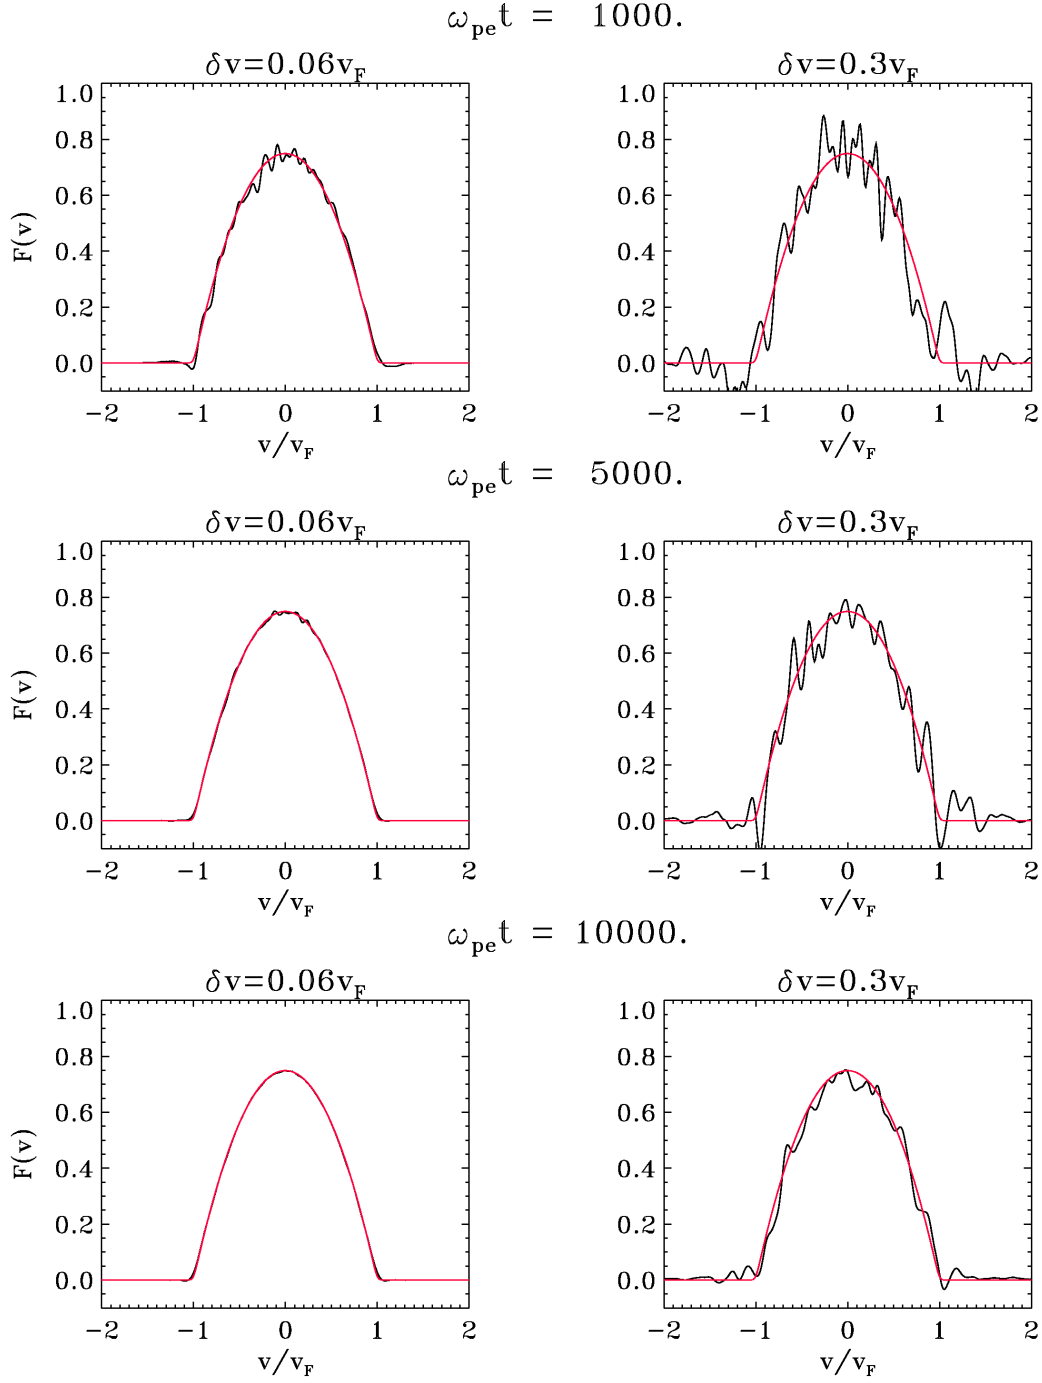 ω_pe t = 1000.
δv=0.06v_F δv=0.3v_F
1.0 1.0
0.8 0.8
0.6 0.6
F(v)
0.4 0.4
0.2 0.2
0.0 0.0
−2 −1 0 1 2 −2 −1 0 1 2
v/v_F v/v_F
ω_pe t = 5000.
δv=0.06v_F δv=0.3v_F
1.0 1.0
0.8 0.8
0.6 0.6
F(v)
0.4 0.4
0.2 0.2
0.0 0.0
−2 −1 0 1 2 −2 −1 0 1 2
v/v_F v/v_F
ω_pe t = 10000.
δv=0.06v_F δv=0.3v_F
1.0 1.0
0.8 0.8
0.6 0.6
F(v)
0.4 0.4
0.2 0.2
0.0 0.0
−2 −1 0 1 2 −2 −1 0 1 2
v/v_F v/v_F